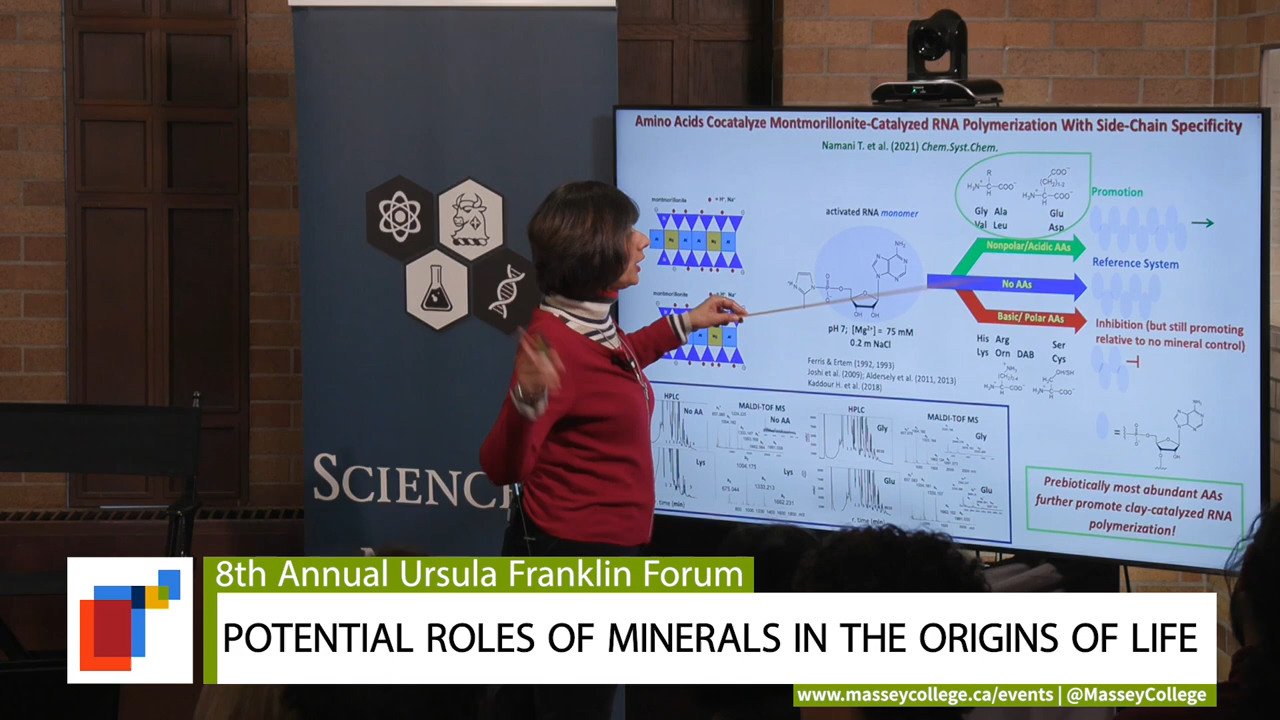 Amino Acids Cocatalyze Montmorillonite-Catalyzed RNA Polymerization With Side-Chain Specificity
Namani T. et al. (2021) Chem.Syst.Chem.
montmorillonite
= H⁺, Na⁺
activated RNA monomer
Gly Ala
Val Leu
Glu
Asp
Promotion
Nonpolar/Acidic AAs
Reference System
No AAs
Basic/ Polar AAs
Inhibition (but still promoting
relative to no mineral control)
His Arg
Lys Orn DAB
Ser
Cys
pH 7; [Mg²⁺] = 75 mM
0.2 m NaCl
Ferris & Ertem (1992, 1993)
Joshi et al. (2009); Aldersely et al. (2011, 2013)
Kaddour H. et al. (2018)
HPLC
No AA
MALDI-TOF MS
No AA
Lys
Lys
HPLC
Gly
MALDI-TOF MS
Gly
Glu
Glu
Prebiotically most abundant AAs
further promote clay-catalyzed RNA
polymerization!
SCIENC
8th Annual Ursula Franklin Forum
POTENTIAL ROLES OF MINERALS IN THE ORIGINS OF LIFE
www.masseycollege.ca/events | @MasseyCollege